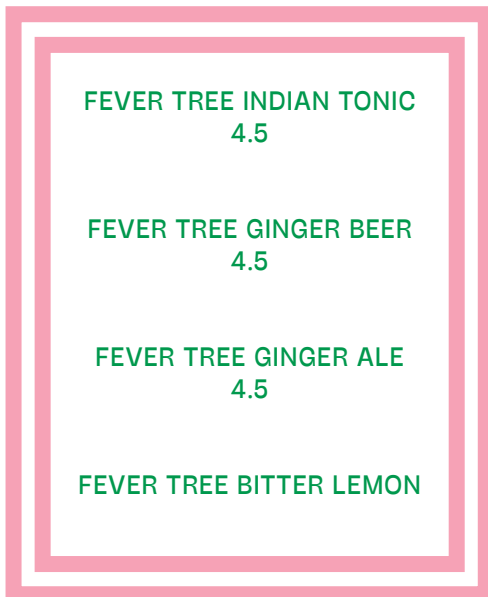 FEVER TREE INDIAN TONIC
4.5
FEVER TREE GINGER BEER
4.5
FEVER TREE GINGER ALE
4.5
FEVER TREE BITTER LEMON